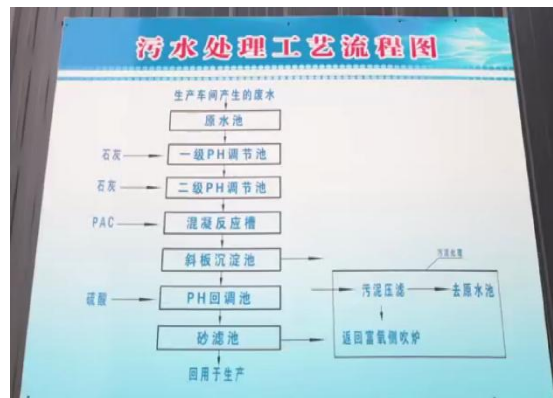 污水处理工艺流程图
生产车间产生的废水
原水池
石灰
一级PH调节池
石灰
二级PH调节池
PAC
混凝反应槽
斜板沉淀池
污泥处理
硫酸
PH回调池
污泥压滤
去原水池
砂滤池
返回富氧侧吹炉
回用于生产